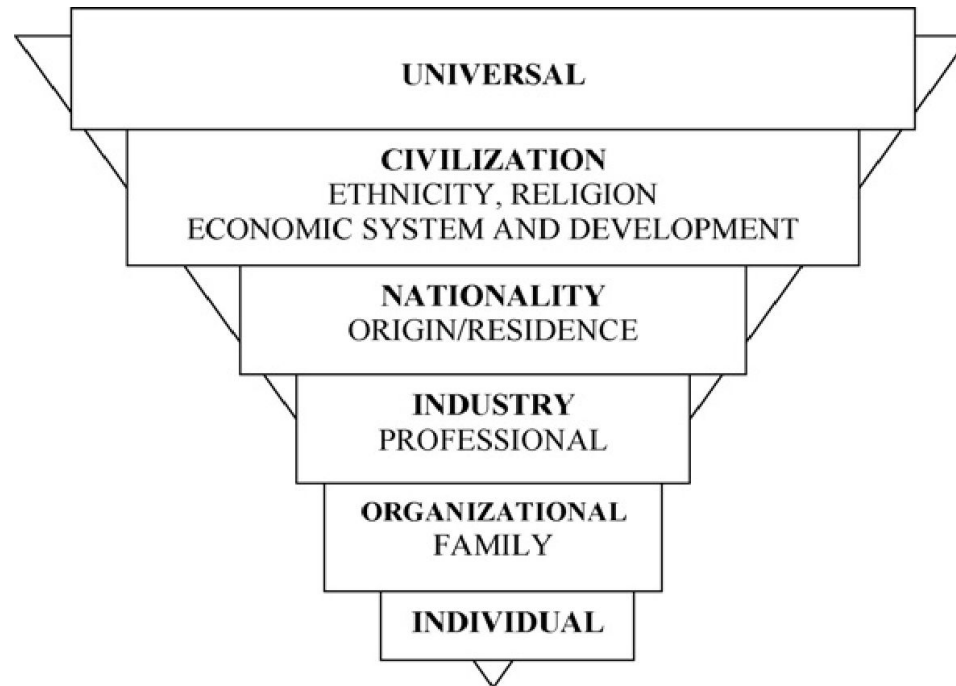 UNIVERSAL
CIVILIZATION
ETHNICITY, RELIGION
ECONOMIC SYSTEM AND DEVELOPMENT
NATIONALITY
ORIGIN/RESIDENCE
INDUSTRY
PROFESSIONAL
ORGANIZATIONAL
FAMILY
INDIVIDUAL